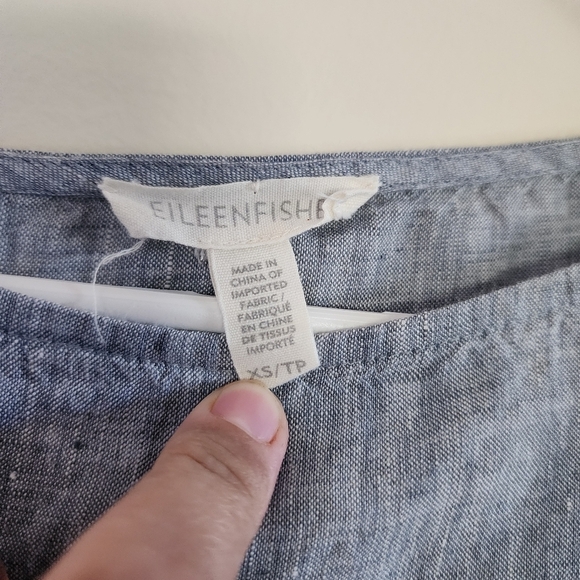 EILEENFISHE
MADE IN
CHINA OF
IMPORTED
FABRIC /
FABRIQUÉ
EN CHINE
DE TISSUS
IMPORTÉ
XS/TP